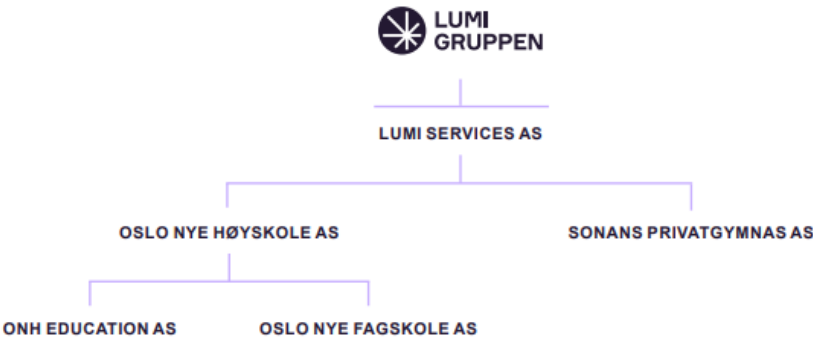 LUMI
GRUPPEN
LUMI SERVICES AS
OSLO NYE HØYSKOLE AS
SONANS PRIVATGYMNAS AS
ONH EDUCATION AS
OSLO NYE FAGSKOLE AS